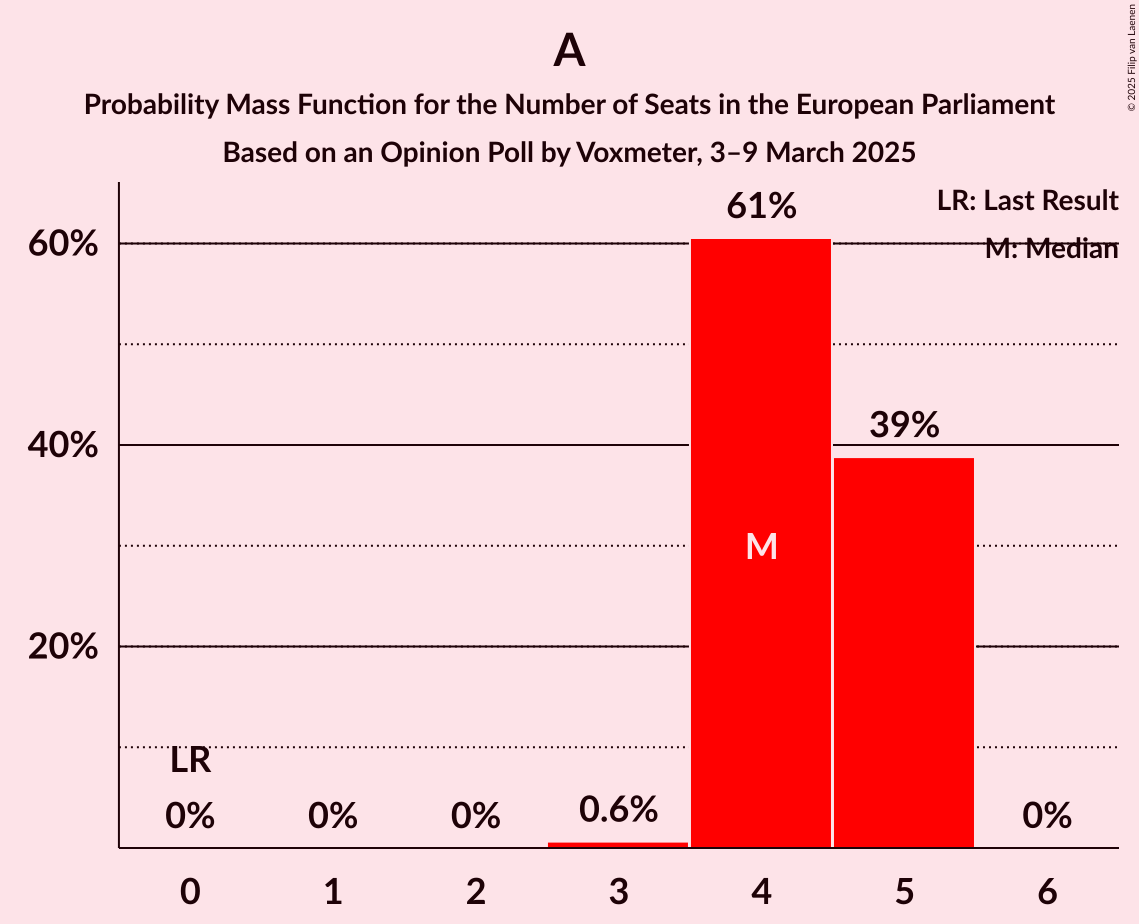 A
Probability Mass Function for the Number of Seats in the European Parliament
Based on an Opinion Poll by Voxmeter, 3–9 March 2025
© 2025 Filip van Laenen
LR: Last Result
M: Median
61%
60%
39%
40%
M
20%
LR
0%
0%
0%
0.6%
0%
0
1
2
3
4
5
6